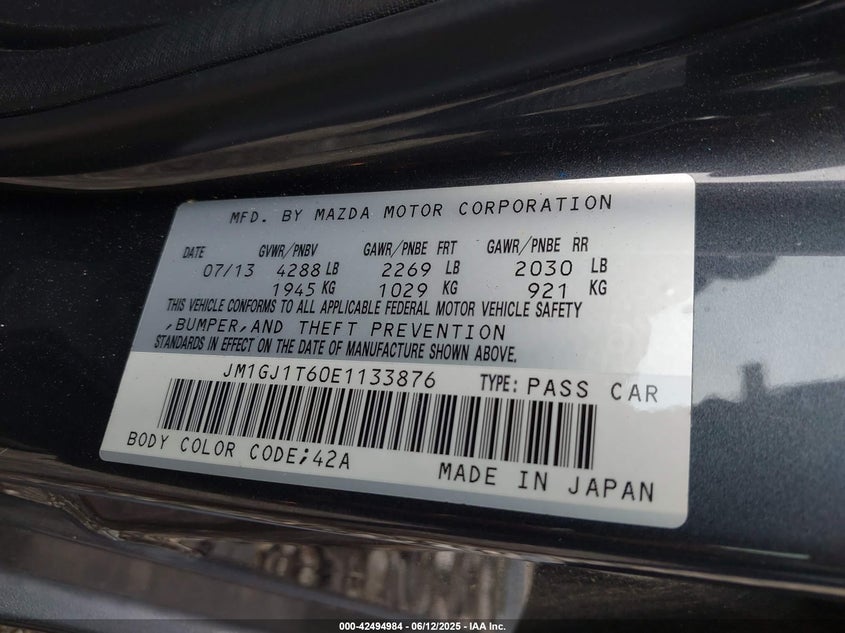 MFD. BY MAZDA MOTOR CORPORATION
DATE GVWR/PNBV GAWR/PNBE FRT GAWR/PNBE RR
07/13 4288 LB 2269 LB 2030 LB
1945 KG 1029 KG 921 KG
THIS VEHICLE CONFORMS TO ALL APPLICABLE FEDERAL MOTOR VEHICLE SAFETY
,BUMPER,AND THEFT PREVENTION
STANDARDS IN EFFECT ON THE DATE OF MANUFACTURE SHOWN ABOVE.
JM1GJ1T60E1133876 TYPE: PASS CAR
BODY COLOR CODE;42A
MADE IN JAPAN
000-42494984 - 06/12/2025 - IAA Inc.